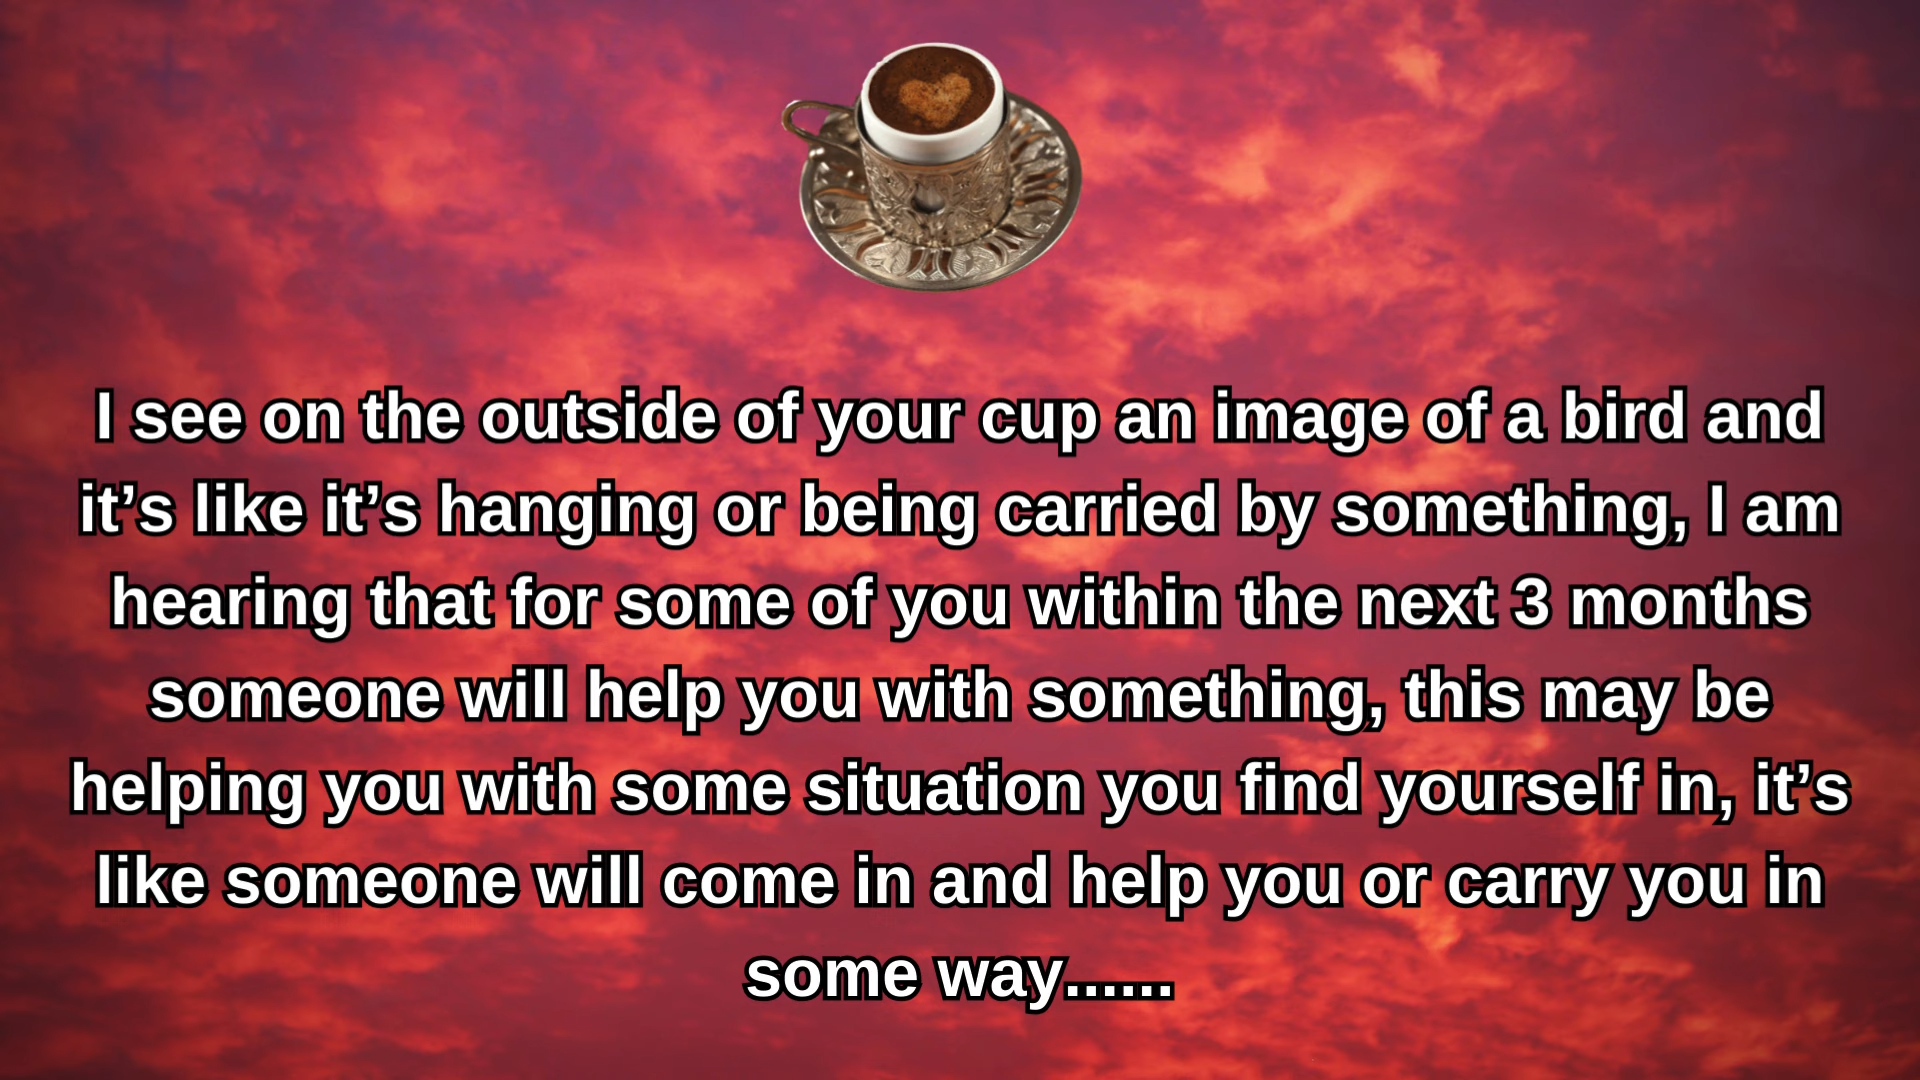 I see on the outside of your cup an image of a bird and
it’s like it’s hanging or being carried by something, I am
hearing that for some of you within the next 3 months
someone will help you with something, this may be
helping you with some situation you find yourself in, it’s
like someone will come in and help you or carry you in
some way......